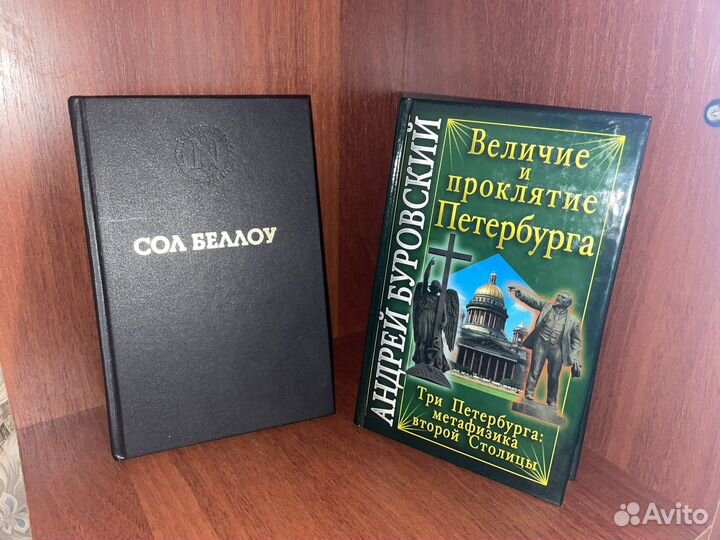 СОЛ БЕЛЛОУ
АНДРЕЙ БУРОВСКИЙ
Величие
и
проклятие
Петербурга
Три Петербурга:
метафизика
второй Столицы
Avito